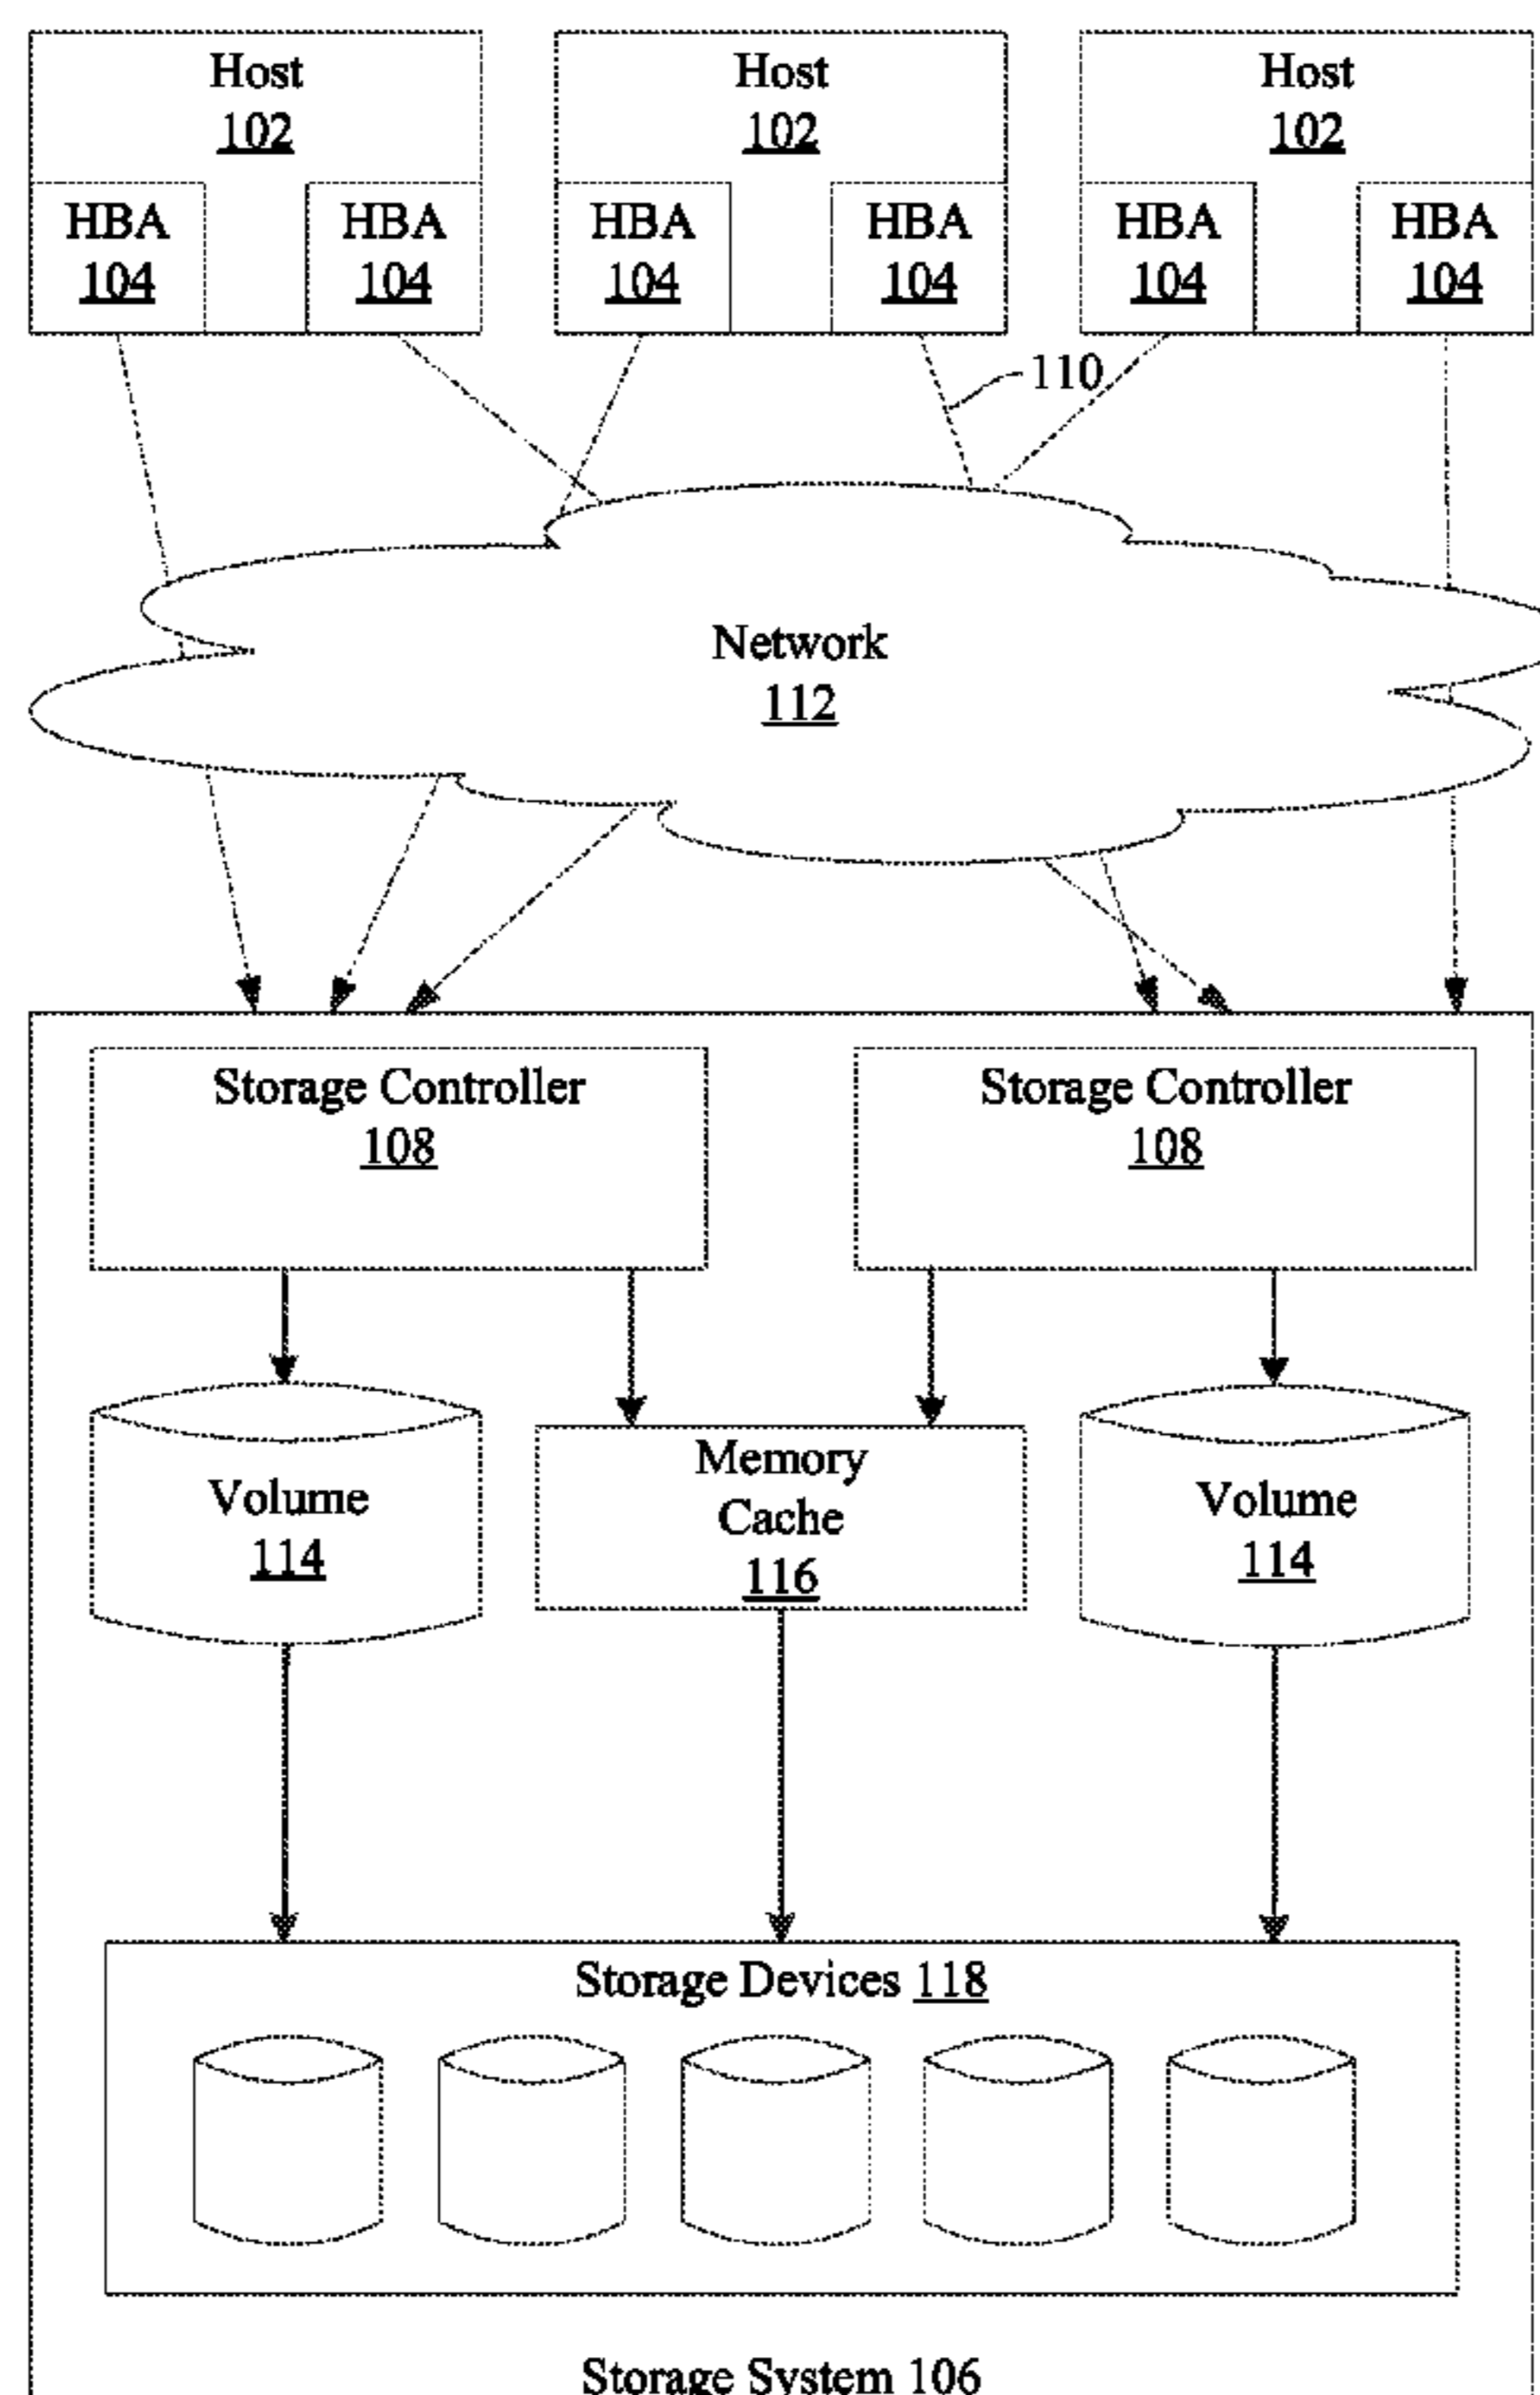 Host
102
Host
102
Host
102
HBA
104
HBA
104
HBA
104
HBA
104
HBA
104
HBA
104
110
Network
112
Storage Controller
108
Storage Controller
108
Volume
114
Memory
Cache
116
Volume
114
Storage Devices 118
Storage System 106